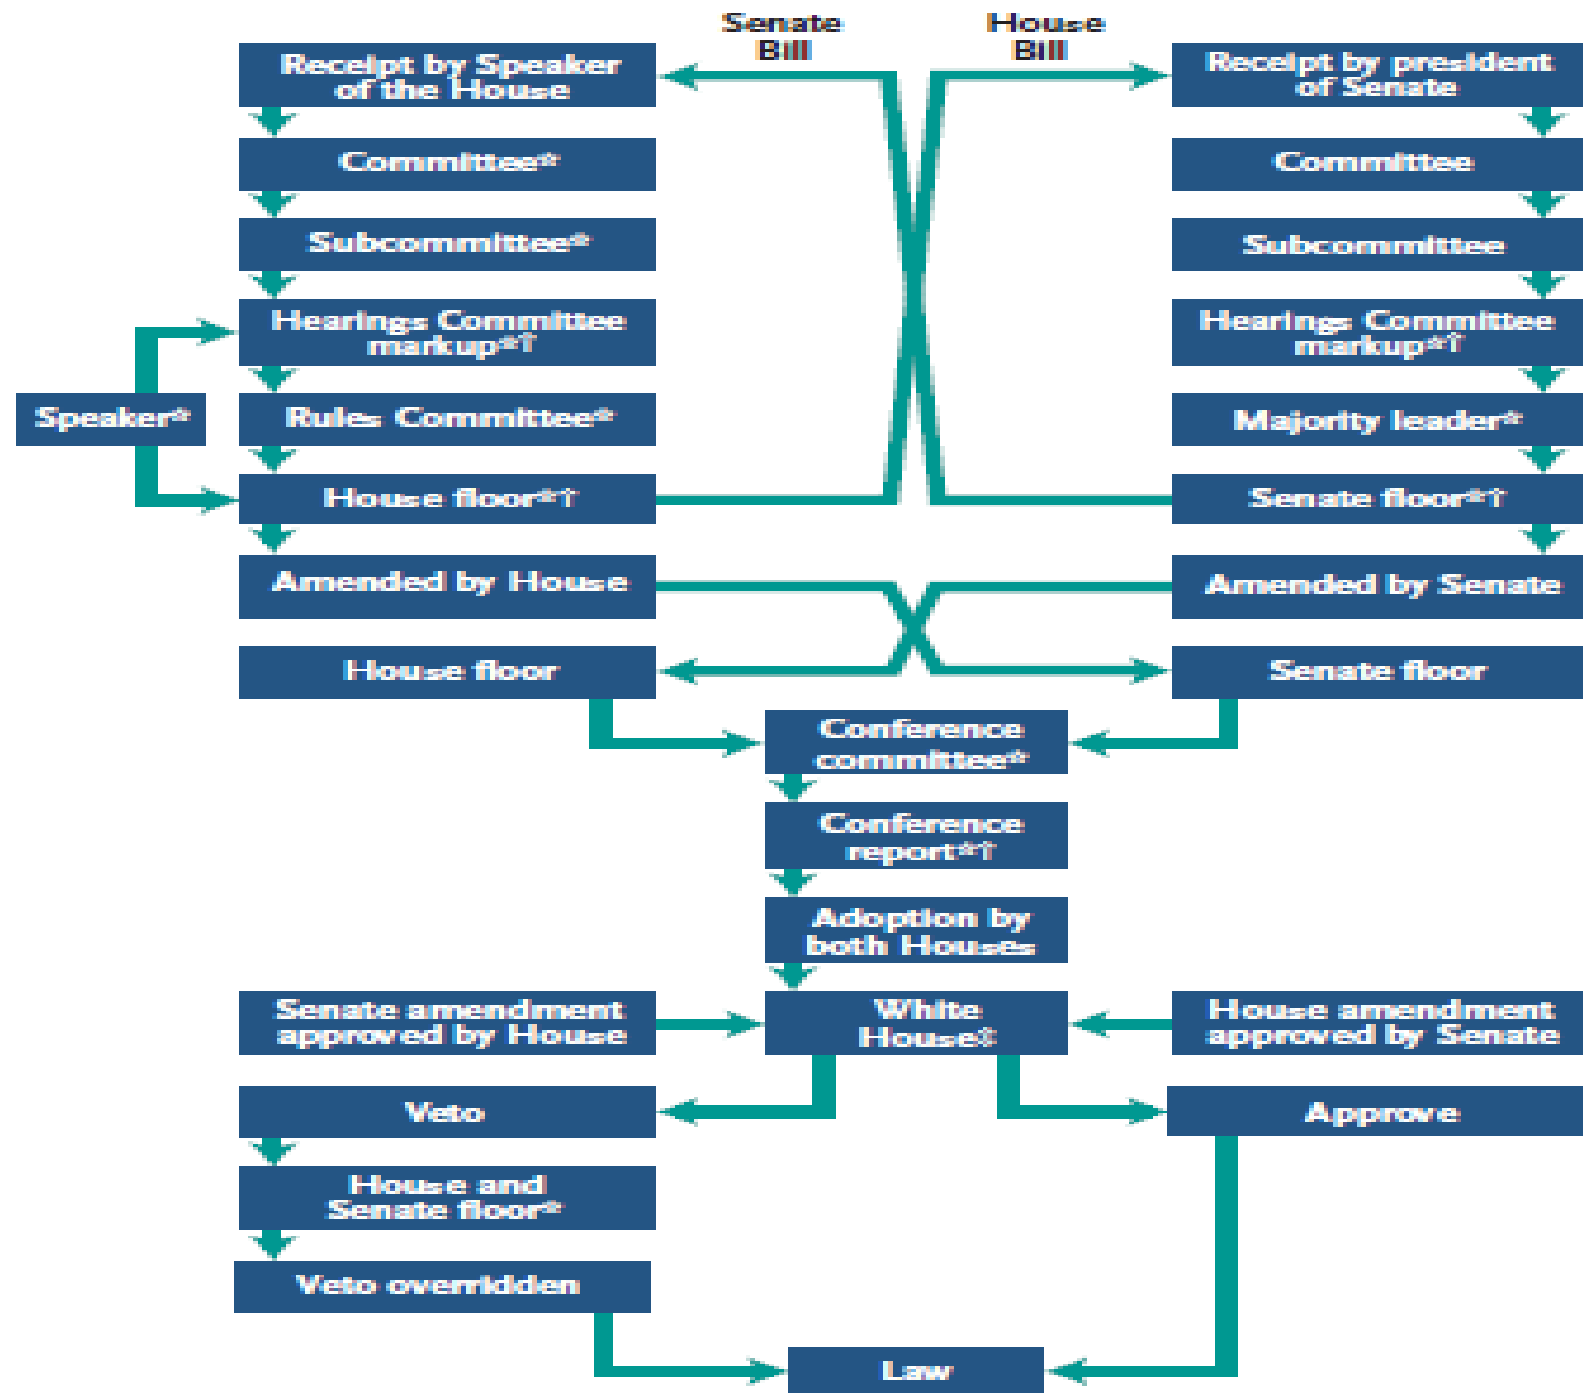 Senate
Bill
House
Bill
Receipt by Speaker
of the House
Receipt by president
of Senate
Committee*
Committee
Subcommittee*
Subcommittee
Hearings Committee
markup*†
Hearings Committee
markup*†
Speaker*
Rules Committee*
Majority leader*
House floor*†
Senate floor*†
Amended by House
Amended by Senate
House floor
Senate floor
Conference
committee*
Conference
report*†
Adoption by
both Houses
Senate amendment
approved by House
White
House‡
House amendment
approved by Senate
Veto
Approve
House and
Senate floor*
Veto overridden
Law